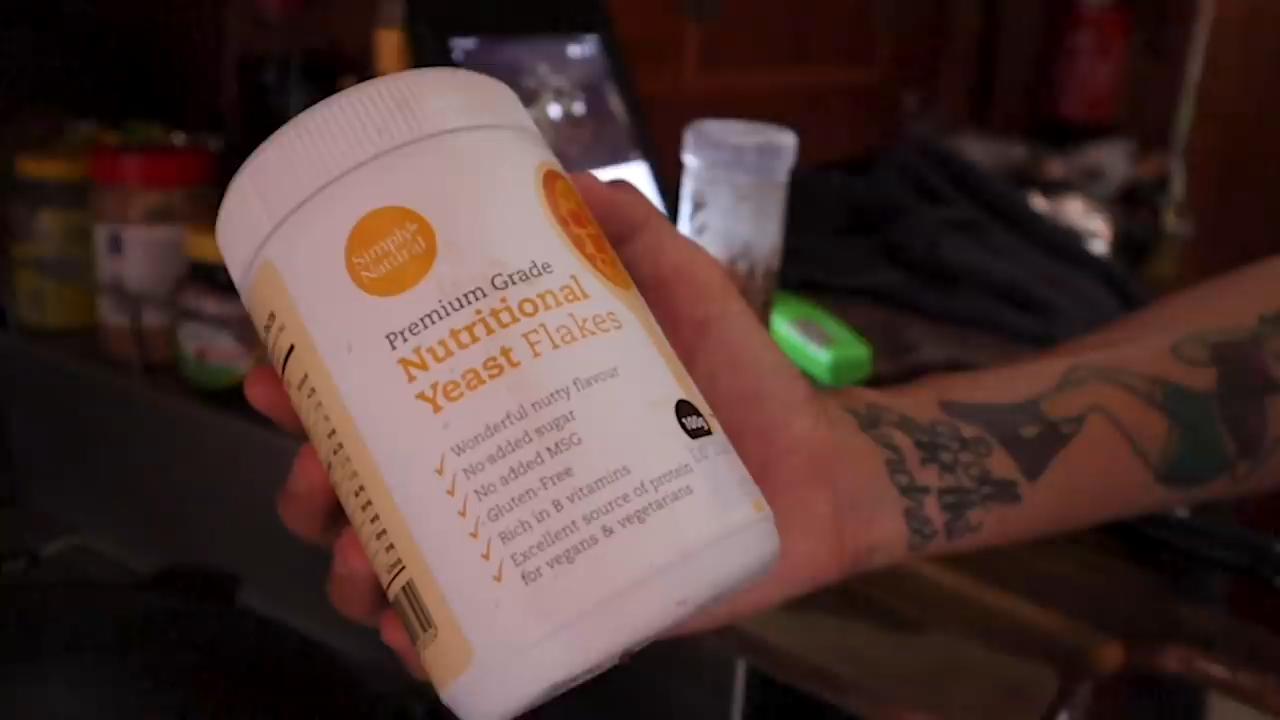 Simply
Natural
Premium Grade
Nutritional
Yeast Flakes
Wonderful nutty flavour
No added sugar
No added MSG
Gluten-Free
Rich in B vitamins
Excellent source of protein
for vegans & vegetarians
100g